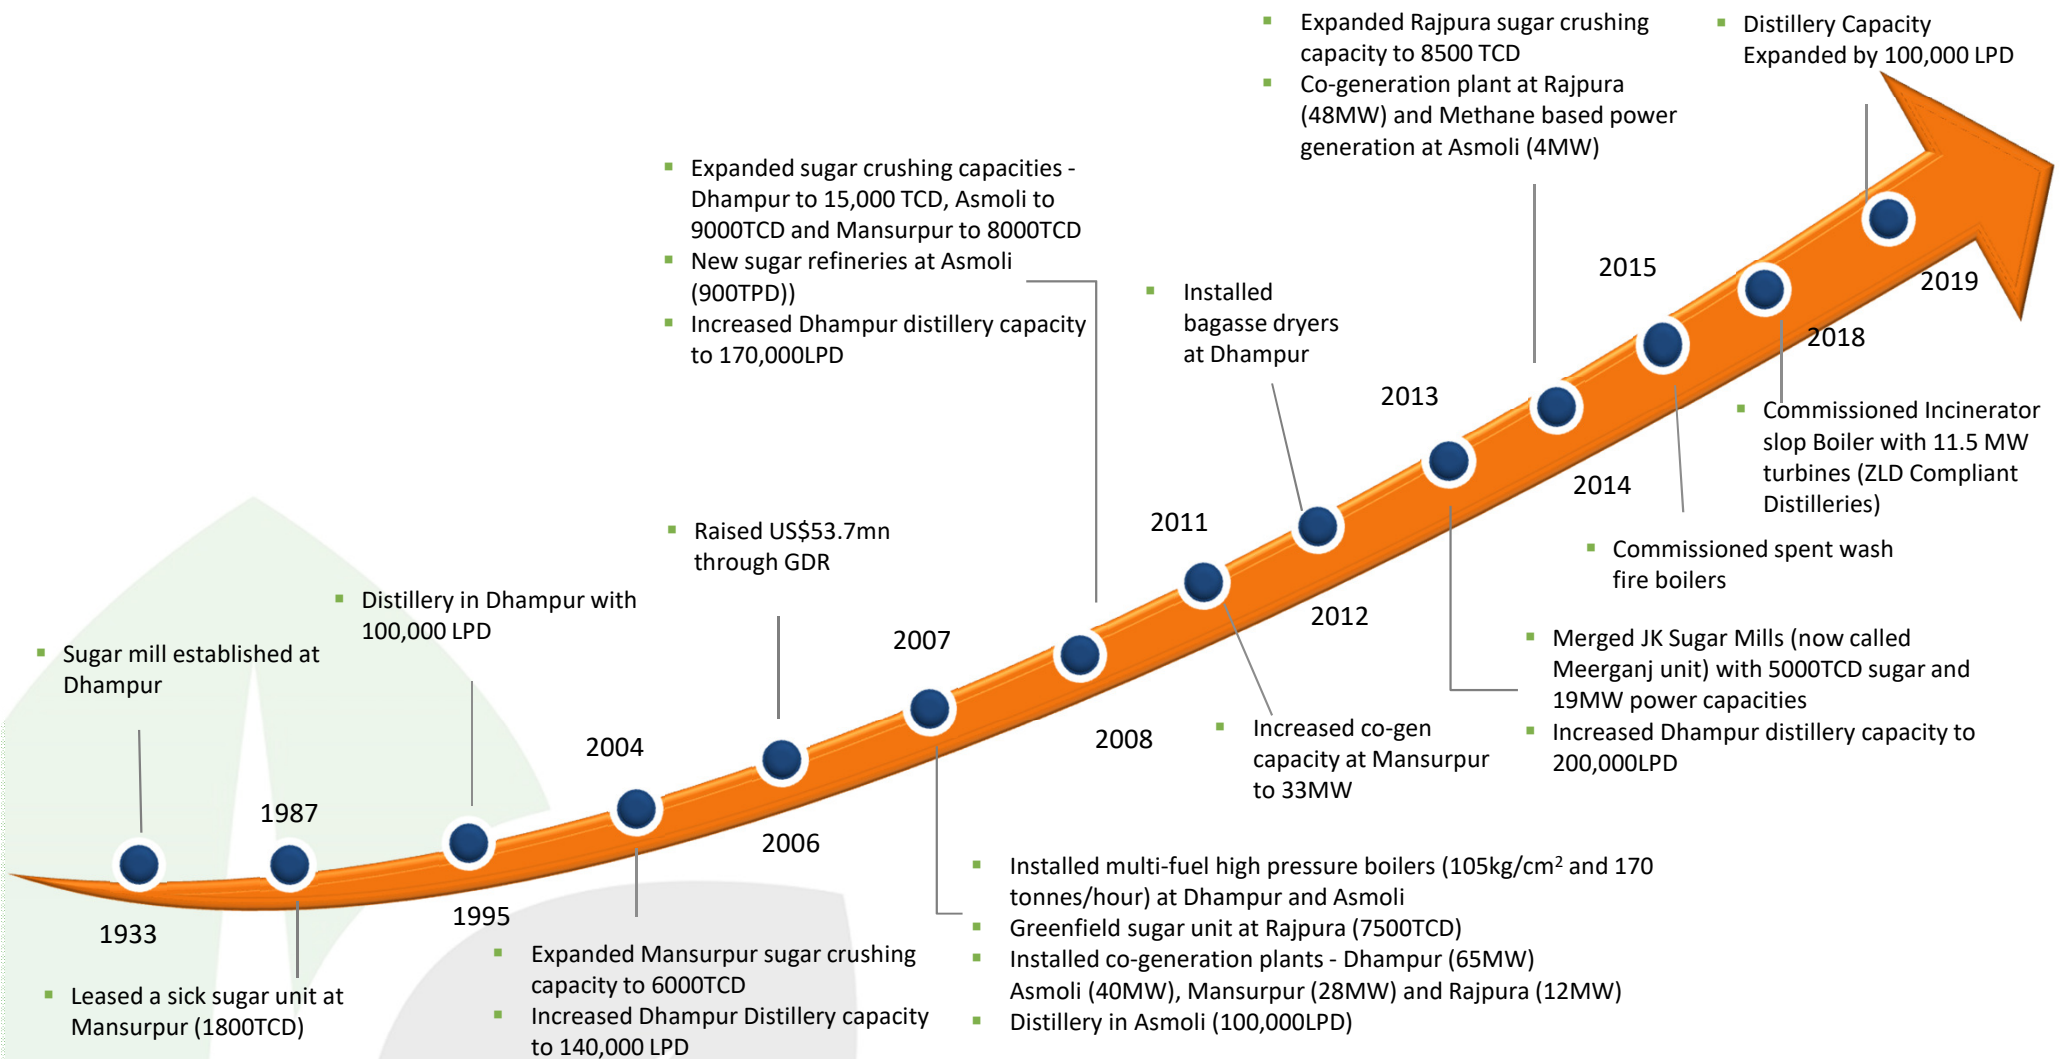 ▪ Expanded Rajpura sugar crushing
capacity to 8500 TCD
▪ Co-generation plant at Rajpura
(48MW) and Methane based power
generation at Asmoli (4MW)
▪ Distillery Capacity
Expanded by 100,000 LPD
▪ Expanded sugar crushing capacities -
Dhampur to 15,000 TCD, Asmoli to
9000TCD and Mansurpur to 8000TCD
▪ New sugar refineries at Asmoli
(900TPD))
▪ Increased Dhampur distillery capacity
to 170,000LPD
▪ Installed
bagasse dryers
at Dhampur
2015
2019
2018
2013
▪ Commissioned Incinerator
slop Boiler with 11.5 MW
turbines (ZLD Compliant
Distilleries)
2014
2011
▪ Raised US$53.7mn
through GDR
▪ Commissioned spent wash
fire boilers
▪ Distillery in Dhampur with
100,000 LPD
2012
2007
▪ Sugar mill established at
Dhampur
▪ Merged JK Sugar Mills (now called
Meerganj unit) with 5000TCD sugar and
19MW power capacities
▪ Increased Dhampur distillery capacity to
200,000LPD
2008
▪ Increased co-gen
capacity at Mansurpur
to 33MW
2004
1987
2006
1995
1933
▪ Installed multi-fuel high pressure boilers (105kg/cm² and 170
tonnes/hour) at Dhampur and Asmoli
▪ Greenfield sugar unit at Rajpura (7500TCD)
▪ Installed co-generation plants - Dhampur (65MW)
Asmoli (40MW), Mansurpur (28MW) and Rajpura (12MW)
▪ Distillery in Asmoli (100,000LPD)
▪ Expanded Mansurpur sugar crushing
capacity to 6000TCD
▪ Increased Dhampur Distillery capacity
to 140,000 LPD
▪ Leased a sick sugar unit at
Mansurpur (1800TCD)